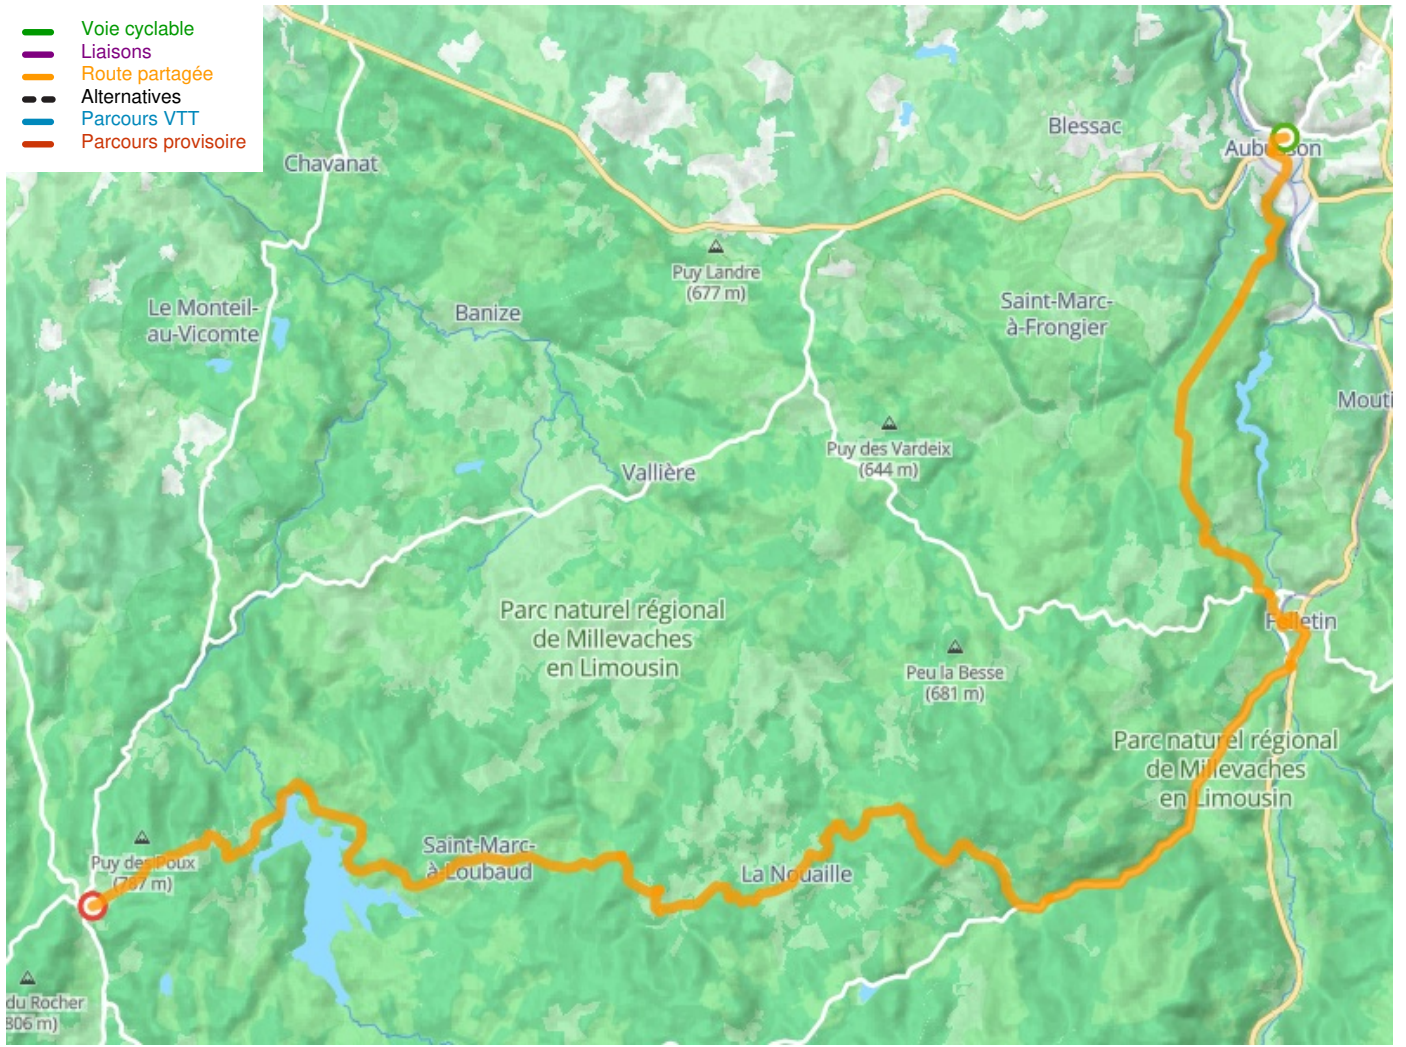 Voie cyclable
Liaisons
Route partagée
Alternatives
Parcours VTT
Parcours provisoire
Chavanat
Blessac
Aubusson
Puy Landre
(677 m)
Le Monteil-
au-Vicomte
Banize
Saint-Marc-
à-Frongier
Mouti
Puy des Vardeix
(644 m)
Vallière
Parc naturel régional
de Millevaches
en Limousin
Felletin
Peu la Besse
(681 m)
Parc naturel régional
de Millevaches
en Limousin
Puy des Poux
(767 m)
Saint-Marc-
à-Loubaud
La Nouaille
du Rocher
806 m)